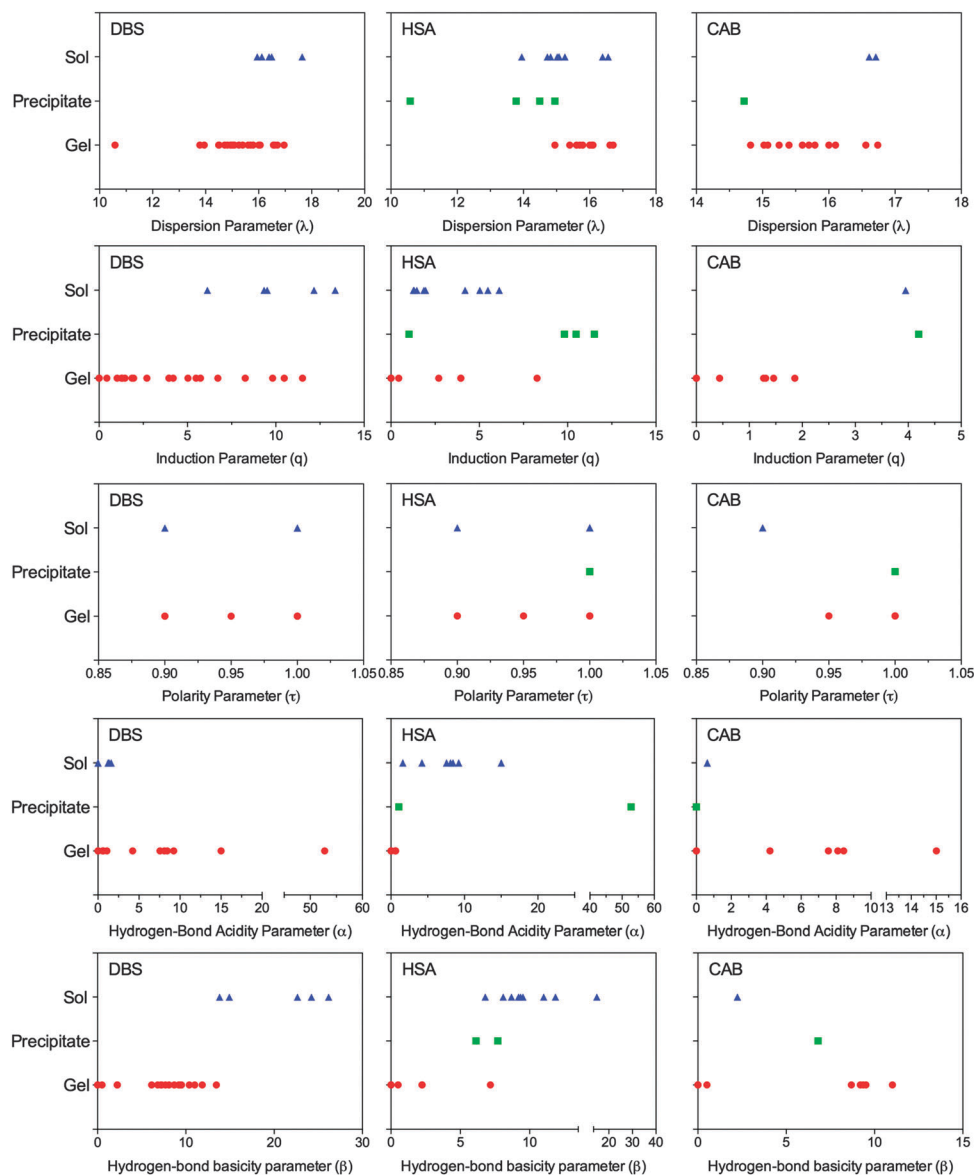 DBS HSA CAB
Sol
Precipitate
Gel
10 12 14 16 18 20 10 12 14 16 18 14 15 16 17 18
Dispersion Parameter (λ) Dispersion Parameter (λ) Dispersion Parameter (λ)
DBS HSA CAB
Sol
Precipitate
Gel
0 5 10 15 0 5 10 15 0 1 2 3 4 5
Induction Parameter (q) Induction Parameter (q) Induction Parameter (q)
DBS HSA CAB
Sol
Precipitate
Gel
0.85 0.90 0.95 1.00 1.05 0.85 0.90 0.95 1.00 1.05 0.85 0.90 0.95 1.00 1.05
Polarity Parameter (τ) Polarity Parameter (τ) Polarity Parameter (τ)
DBS HSA CAB
Sol
Precipitate
Gel
0 5 10 15 20 50 60 0 10 20 40 50 60 0 2 4 6 8 10 13 14 15 16
Hydrogen-Bond Acidity Parameter (α) Hydrogen-Bond Acidity Parameter (α) Hydrogen-Bond Acidity Parameter (α)
DBS HSA CAB
Sol
Precipitate
Gel
0 10 20 30 0 5 10 20 30 40 0 5 10 15
Hydrogen-bond basicity parameter (β) Hydrogen-bond basicity parameter (β) Hydrogen-bond basicity parameter (β)